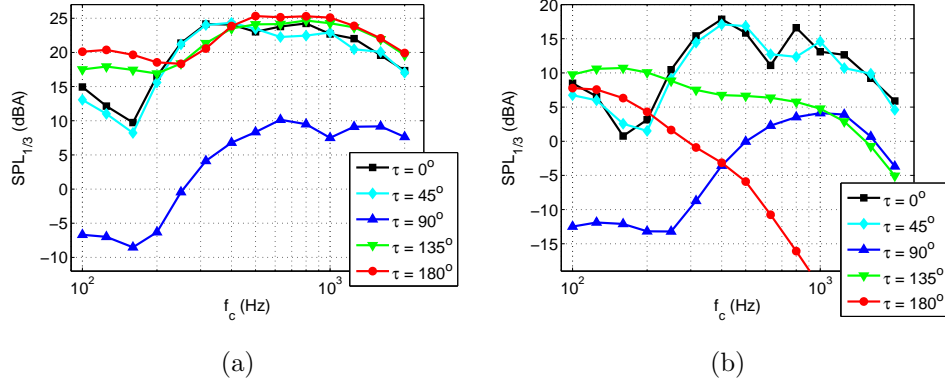 25
20
15
10
5
0
−5
−10
SPL1/3 (dBA)
10^2
10^3
fc (Hz)
τ = 0°
τ = 45°
τ = 90°
τ = 135°
τ = 180°
(a)
20
15
10
5
0
−5
−10
−15
SPL1/3 (dBA)
10^2
10^3
fc (Hz)
τ = 0°
τ = 45°
τ = 90°
τ = 135°
τ = 180°
(b)